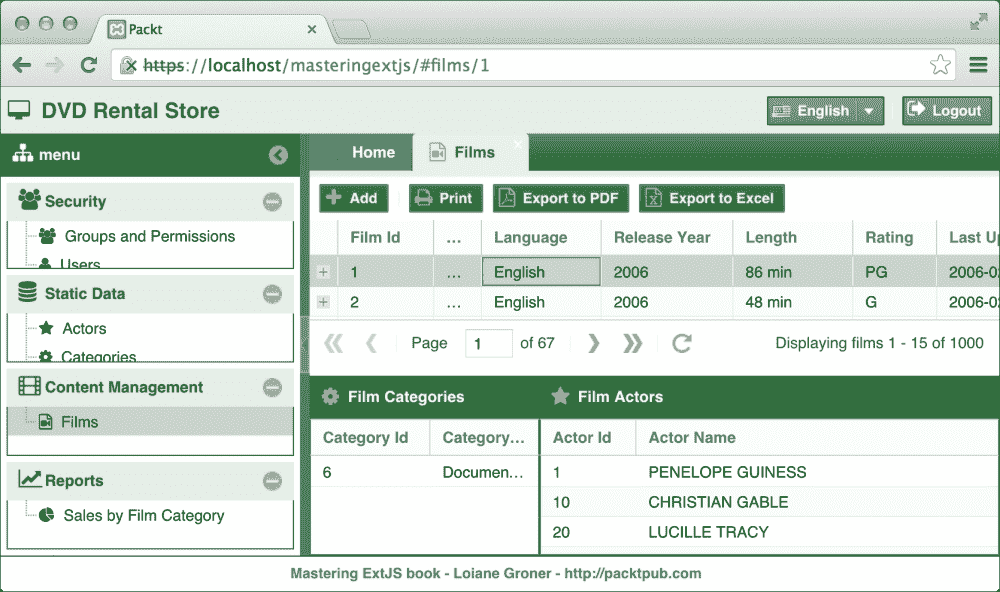 Packt
https://localhost/masteringextjs/#films/1
DVD Rental Store
English
Logout
menu
Security
Groups and Permissions
Users
Static Data
Actors
Categories
Content Management
Films
Reports
Sales by Film Category
Home
Films
Add
Print
Export to PDF
Export to Excel
Film Id ... Language Release Year Length Rating Last Up
1 ... English 2006 86 min PG 2006-02
2 ... English 2006 48 min G 2006-02
Page 1 of 67
Displaying films 1 - 15 of 1000
Film Categories
Category Id Category...
6 Documen...
Film Actors
Actor Id Actor Name
1 PENELOPE GUINESS
10 CHRISTIAN GABLE
20 LUCILLE TRACY
Mastering ExtJS book - Loiane Groner - http://packtpub.com